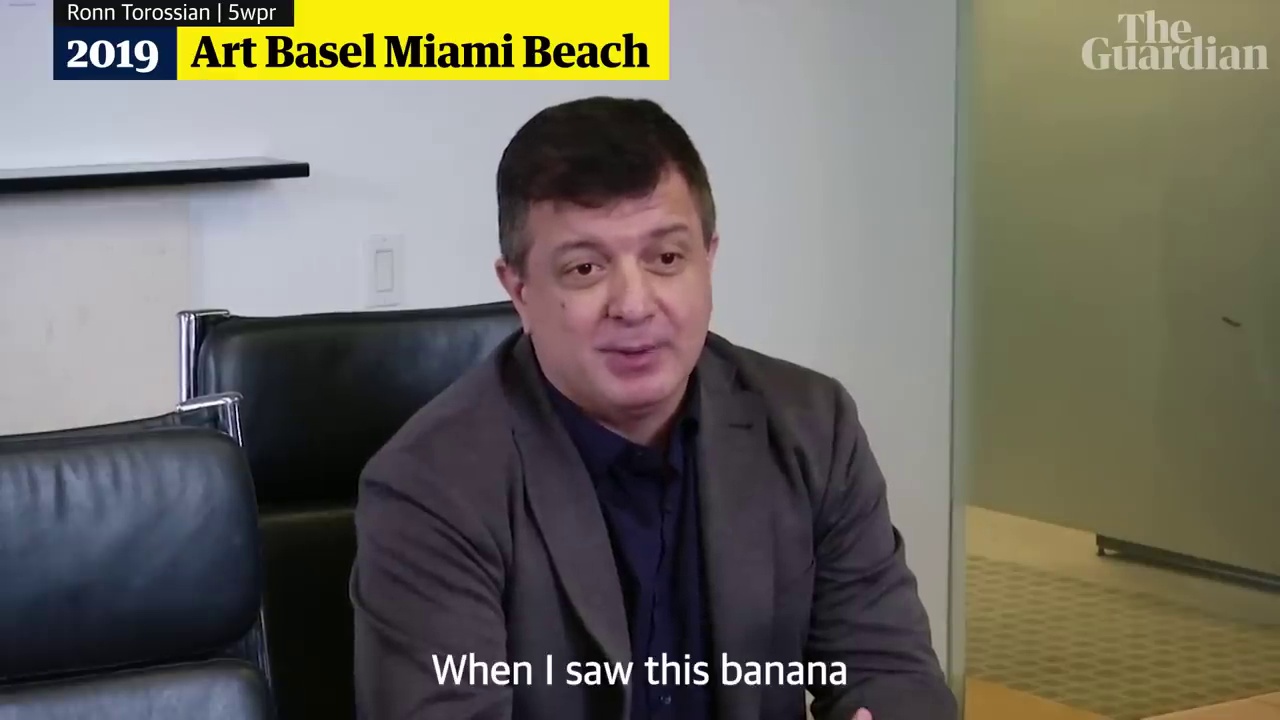 Ronn Torossian | 5wpr
2019 Art Basel Miami Beach
The
Guardian
When I saw this banana